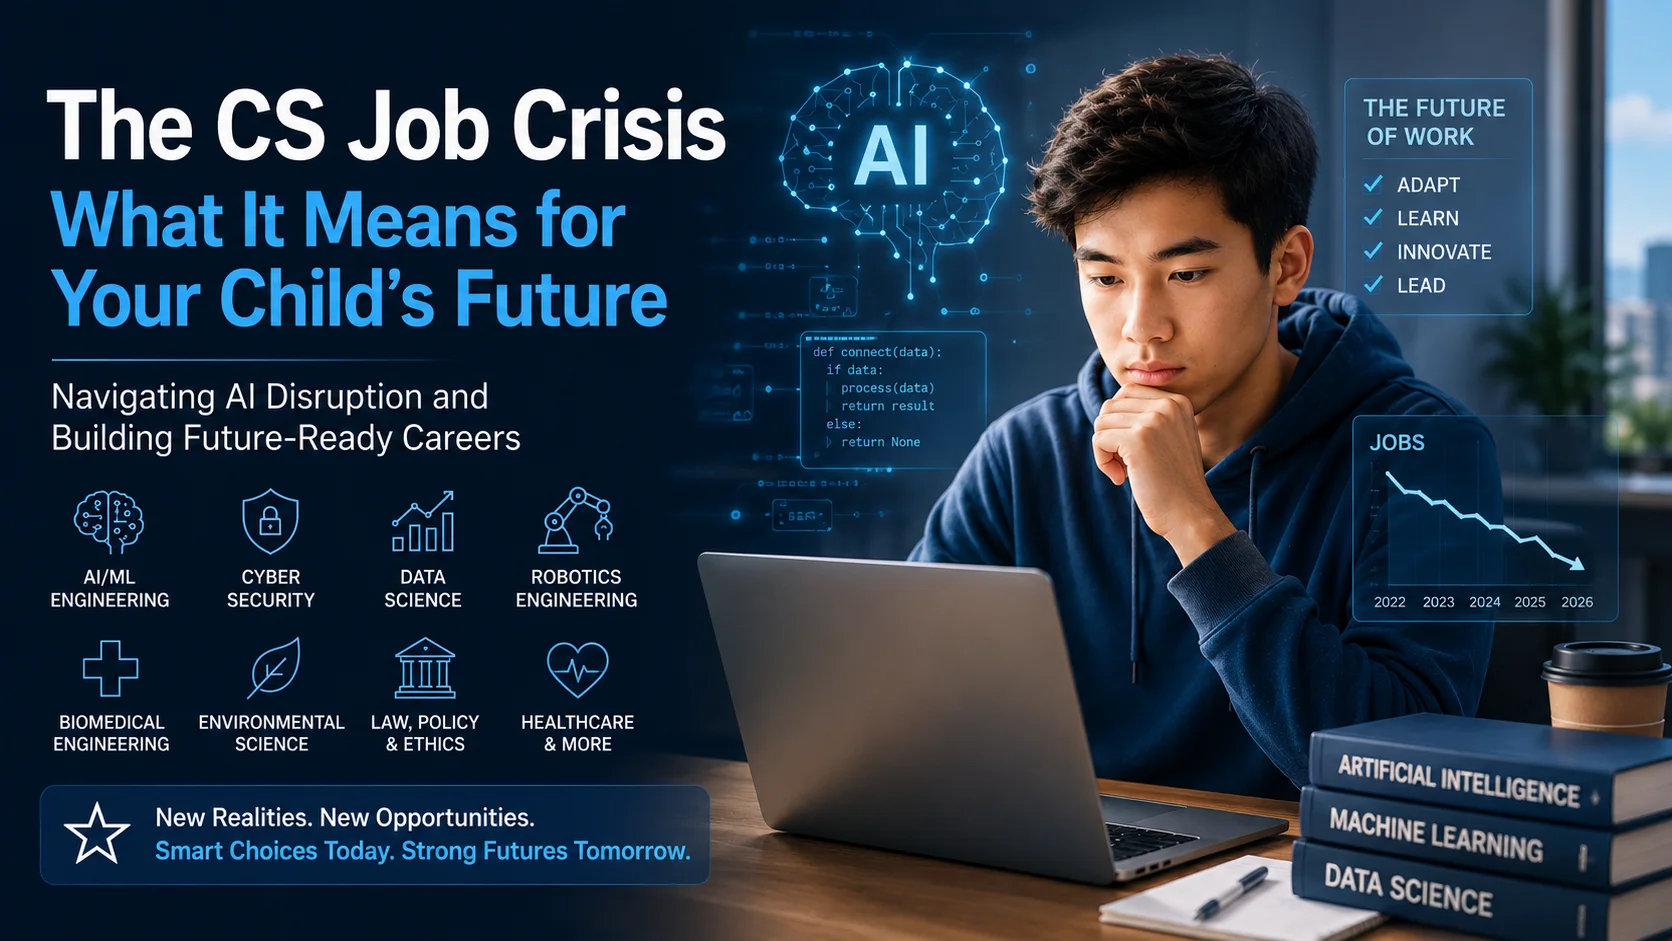 The CS Job Crisis
What It Means for
Your Child's Future
Navigating AI Disruption and
Building Future-Ready Careers
AI/ML
ENGINEERING
CYBER
SECURITY
DATA
SCIENCE
ROBOTICS
ENGINEERING
BIOMEDICAL
ENGINEERING
ENVIRONMENTAL
SCIENCE
LAW, POLICY
& ETHICS
HEALTHCARE
& MORE
New Realities. New Opportunities.
Smart Choices Today. Strong Futures Tomorrow.
AI
def connect(data):
if data:
process(data)
return result
else:
return None
THE FUTURE
OF WORK
ADAPT
LEARN
INNOVATE
LEAD
JOBS
2022 2023 2024 2025 2026
ARTIFICIAL INTELLIGENCE
MACHINE LEARNING
DATA SCIENCE